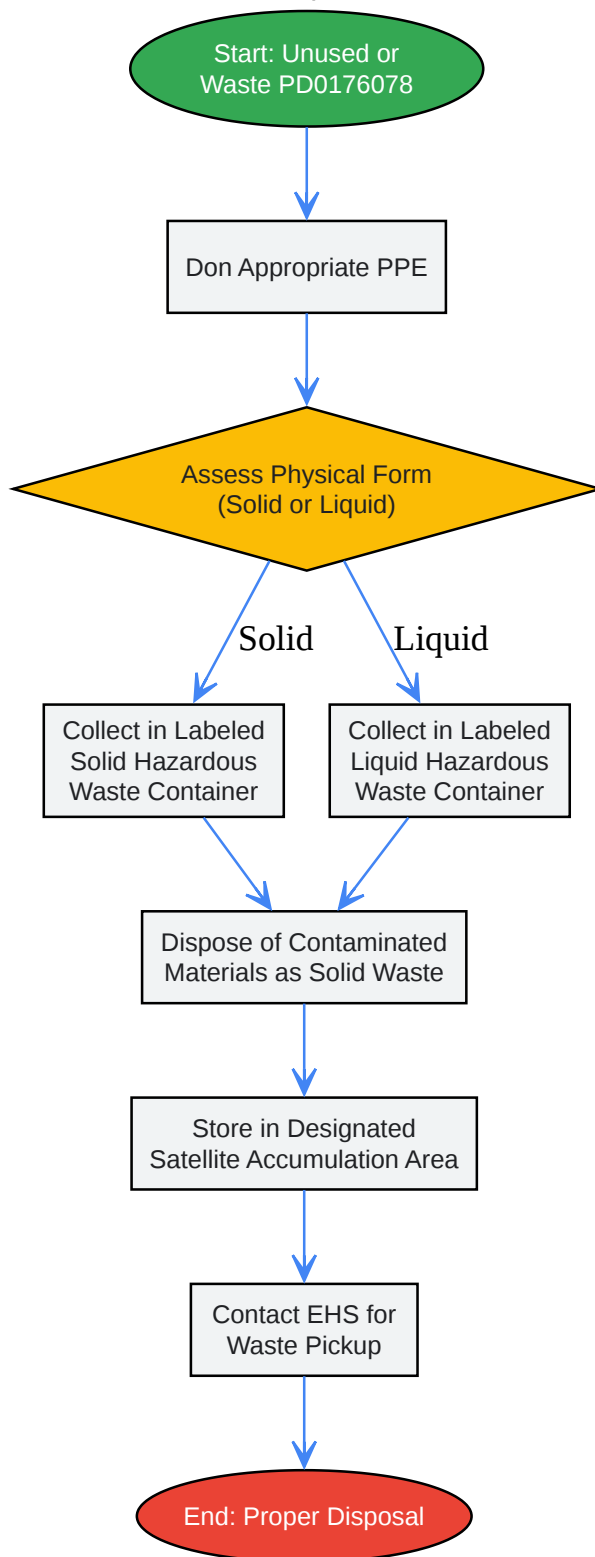 Start: Unused or
Waste PD0176078
Don Appropriate PPE
Assess Physical Form
(Solid or Liquid)
Solid
Liquid
Collect in Labeled
Solid Hazardous
Waste Container
Collect in Labeled
Liquid Hazardous
Waste Container
Dispose of Contaminated
Materials as Solid Waste
Store in Designated
Satellite Accumulation Area
Contact EHS for
Waste Pickup
End: Proper Disposal